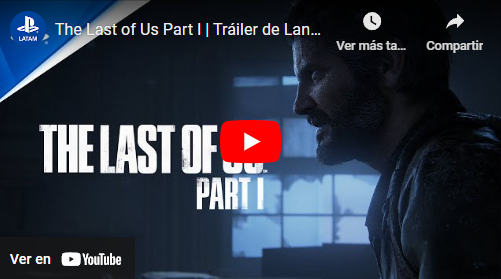 LATAM
The Last of Us Part I | Tráiler de Lan...
Ver más ta...
Compartir
THE LAST OF US
PART I
Ver en YouTube